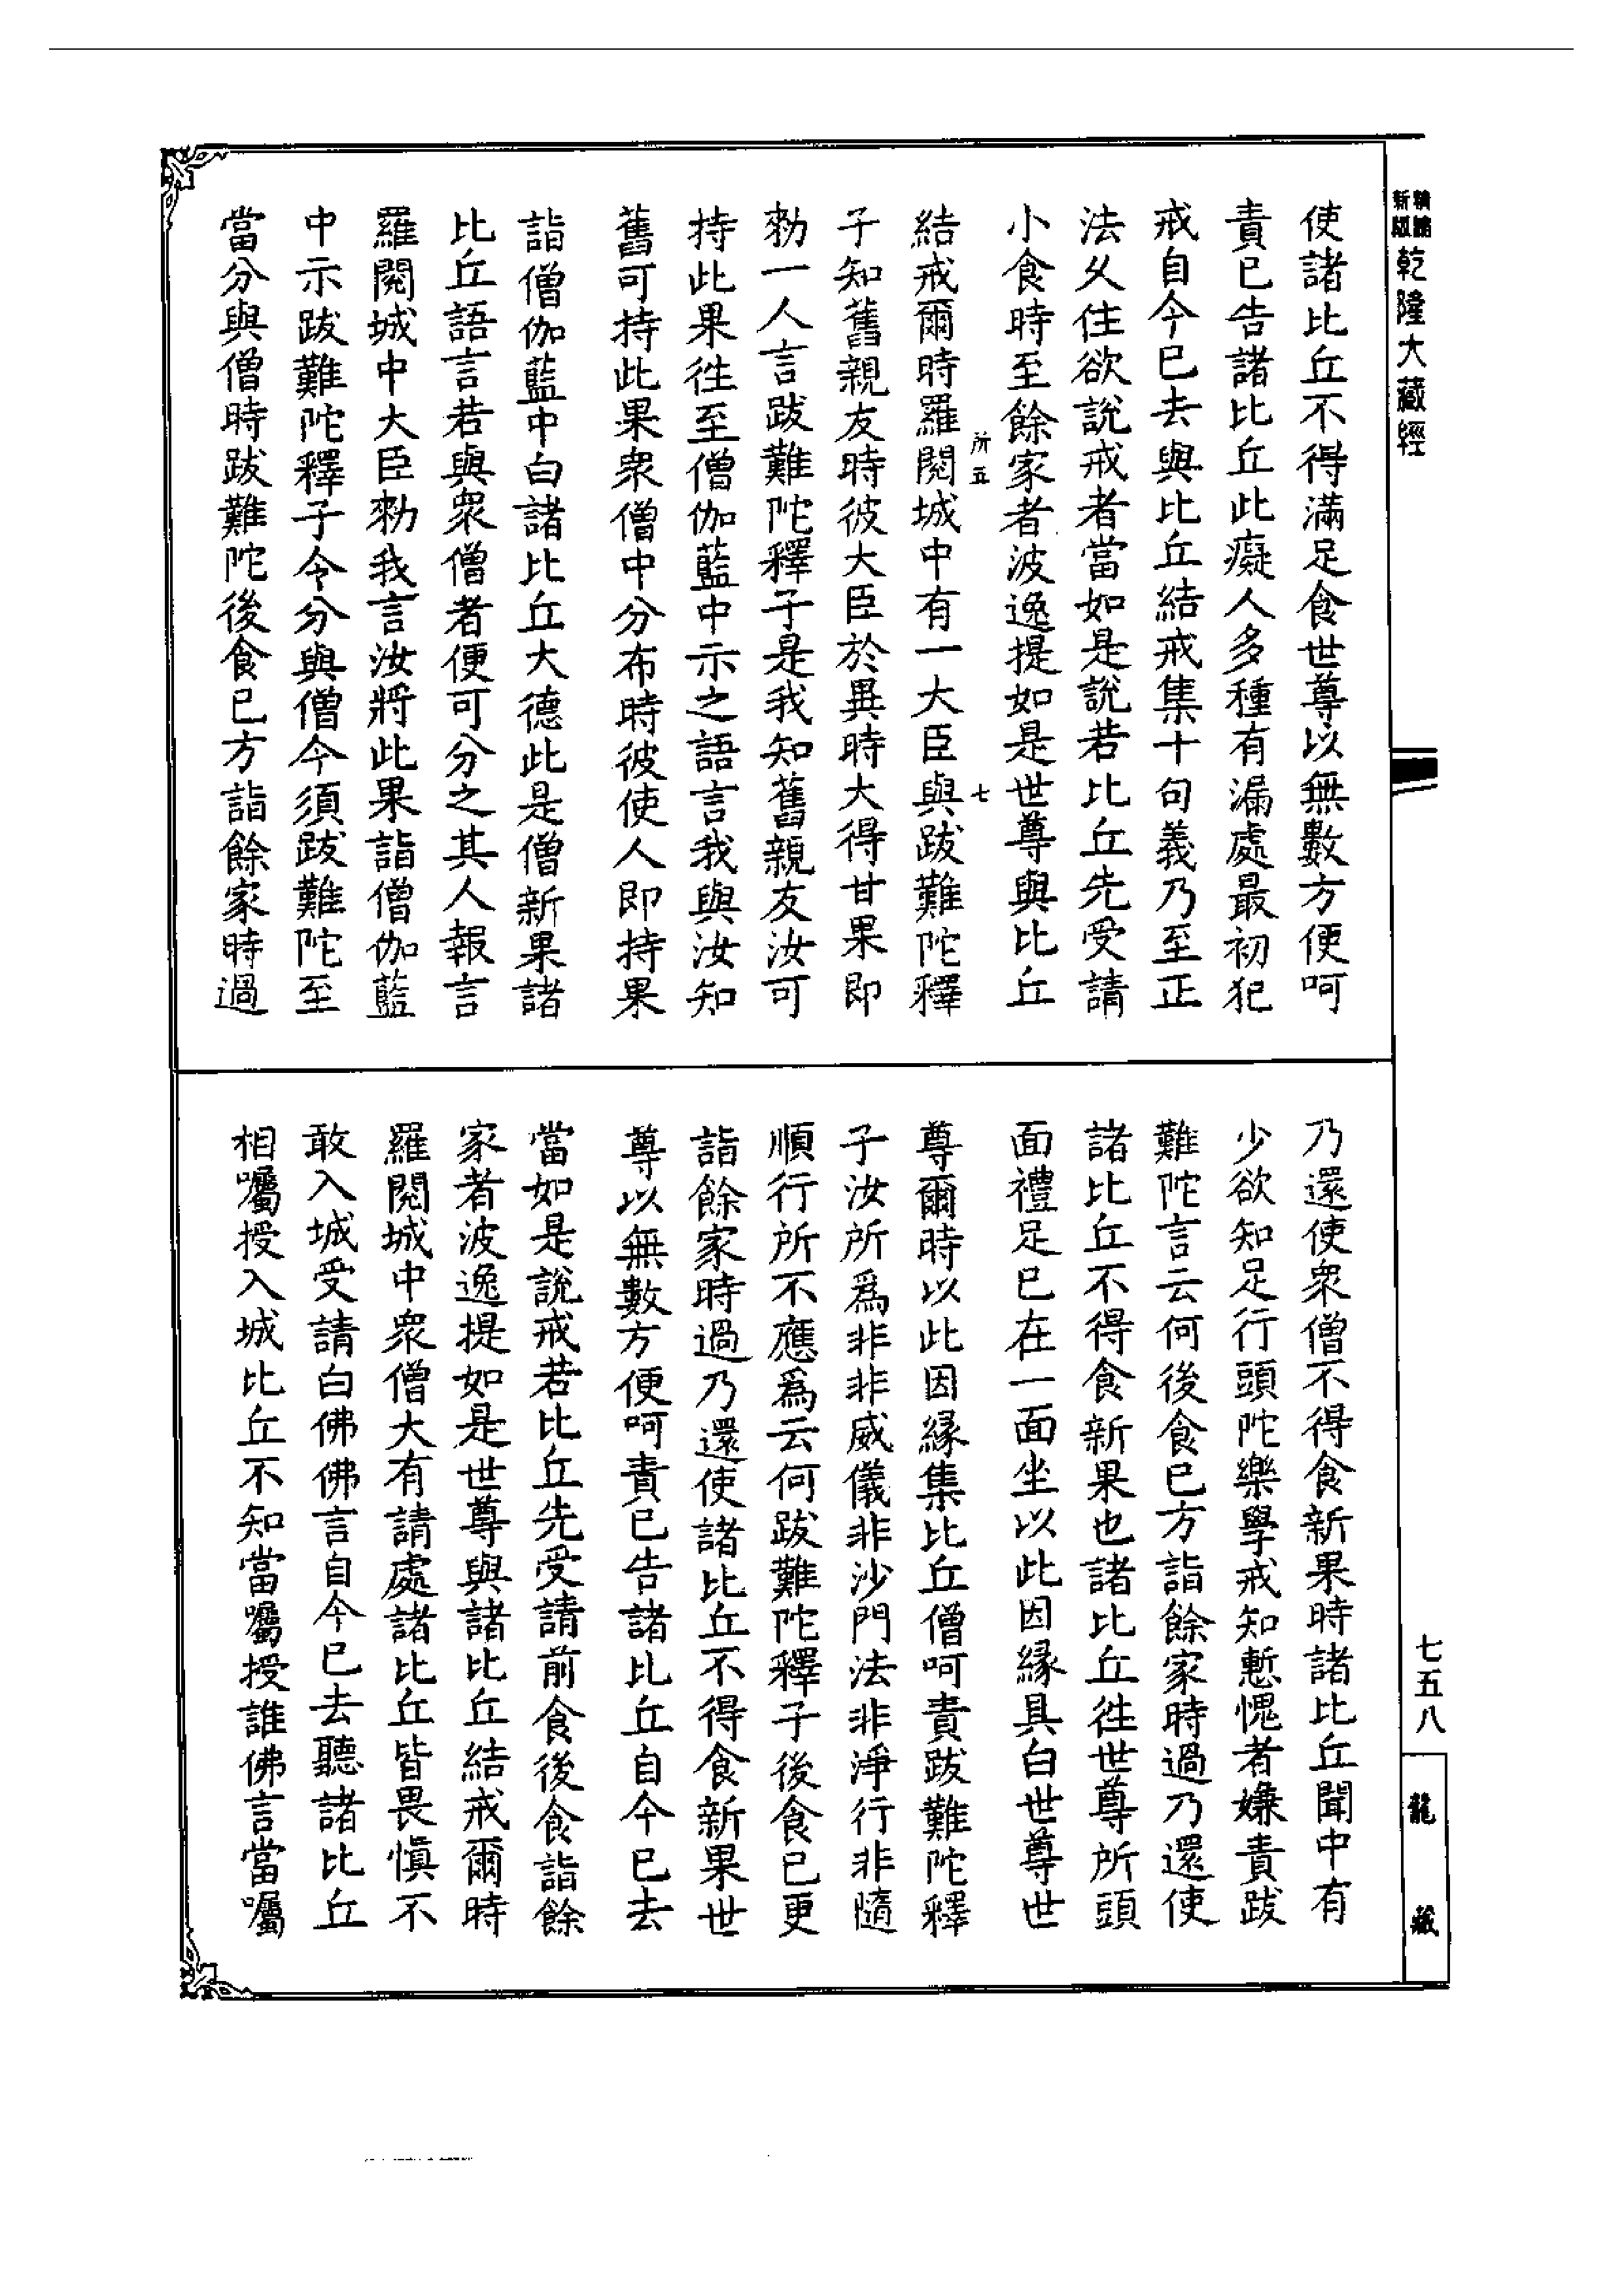 新版
乾隆大藏經
使諸比丘不得滿足食世尊以無數方便呵
責已告諸比丘此癡人多種有漏處最初犯
戒自今已去與比丘結戒集十句義乃至正
法久住欲說戒者當如是說若比丘先受請
小食時至餘家者波逸提如是世尊與比丘
所五 七
結戒爾時羅閱城中有一大臣與跋難陀釋
子知舊親友時彼大臣於異時大得甘果即
勑一人言跋難陀釋子是我知舊親友汝可
持此果徃至僧伽藍中示之語言我與汝知
舊可持此果衆僧中分布時彼使人即持果
詣僧伽藍中白諸比丘大德此是僧新果諸
比丘語言若與衆僧者便可分之其人報言
羅閱城中大臣勑我言汝將此果詣僧伽藍
中示跋難陀釋子令分與僧今須跋難陀至
當分與僧時跋難陀後食已方詣餘家時過
乃還使衆僧不得食新果時諸比丘聞中有
少欲知足行頭陀樂學戒知慙愧者嫌責跋
難陀言云何後食已方詣餘家時過乃還使
諸比丘不得食新果也諸比丘徃世尊所頭
面禮足已在一面坐以此因緣具白世尊世
尊爾時以此因緣集比丘僧呵責跋難陀釋
子汝所爲非非威儀非沙門法非淨行非隨
順行所不應爲云何跋難陀釋子後食已更
詣餘家時過乃還使諸比丘不得食新果世
尊以無數方便呵責已告諸比丘自今已去
當如是說戒若比丘先受請前食後食詣餘
家者波逸提如是世尊與諸比丘結戒爾時
羅閱城中衆僧大有請處諸比丘皆畏愼不
敢入城受請白佛佛言自今已去聽諸比丘
相囑授入城比丘不知當囑授誰佛言當囑
七五八
龍藏